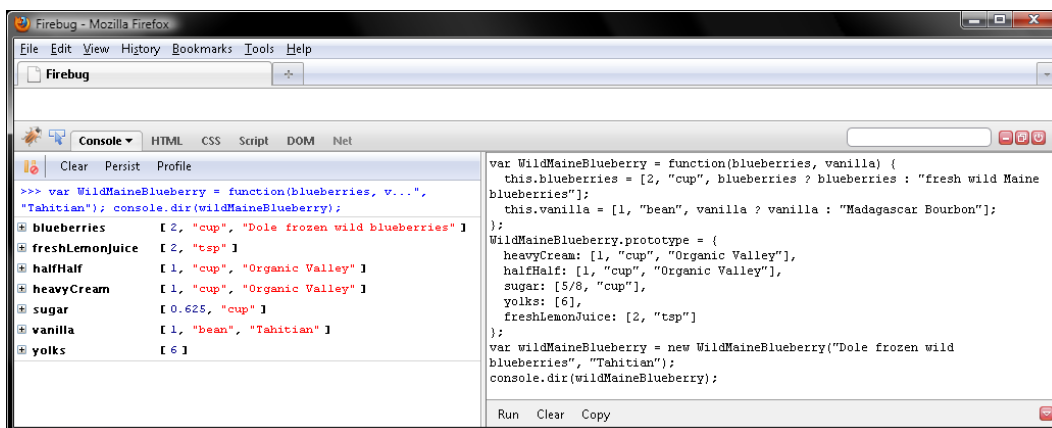 Firebug - Mozilla Firefox
File Edit View History Bookmarks Tools Help
Firebug
Console HTML CSS Script DOM Net
Clear Persist Profile
>>> var WildMaineBlueberry = function(blueberries, v...",
"Tahitian"); console.dir(wildMaineBlueberry);
blueberries [ 2, "cup", "Dole frozen wild blueberries" ]
freshLemonJuice [ 2, "tsp" ]
halfHalf [ 1, "cup", "Organic Valley" ]
heavyCream [ 1, "cup", "Organic Valley" ]
sugar [ 0.625, "cup" ]
vanilla [ 1, "bean", "Tahitian" ]
yolks [ 6 ]
var WildMaineBlueberry = function(blueberries, vanilla) {
this.blueberries = [2, "cup", blueberries ? blueberries : "fresh wild Maine
blueberries"];
this.vanilla = [1, "bean", vanilla ? vanilla : "Madagascar Bourbon"];
};
WildMaineBlueberry.prototype = {
heavyCream: [1, "cup", "Organic Valley"],
halfHalf: [1, "cup", "Organic Valley"],
sugar: [5/8, "cup"],
yolks: [6],
freshLemonJuice: [2, "tsp"]
};
var wildMaineBlueberry = new WildMaineBlueberry("Dole frozen wild
blueberries", "Tahitian");
console.dir(wildMaineBlueberry);
Run Clear Copy